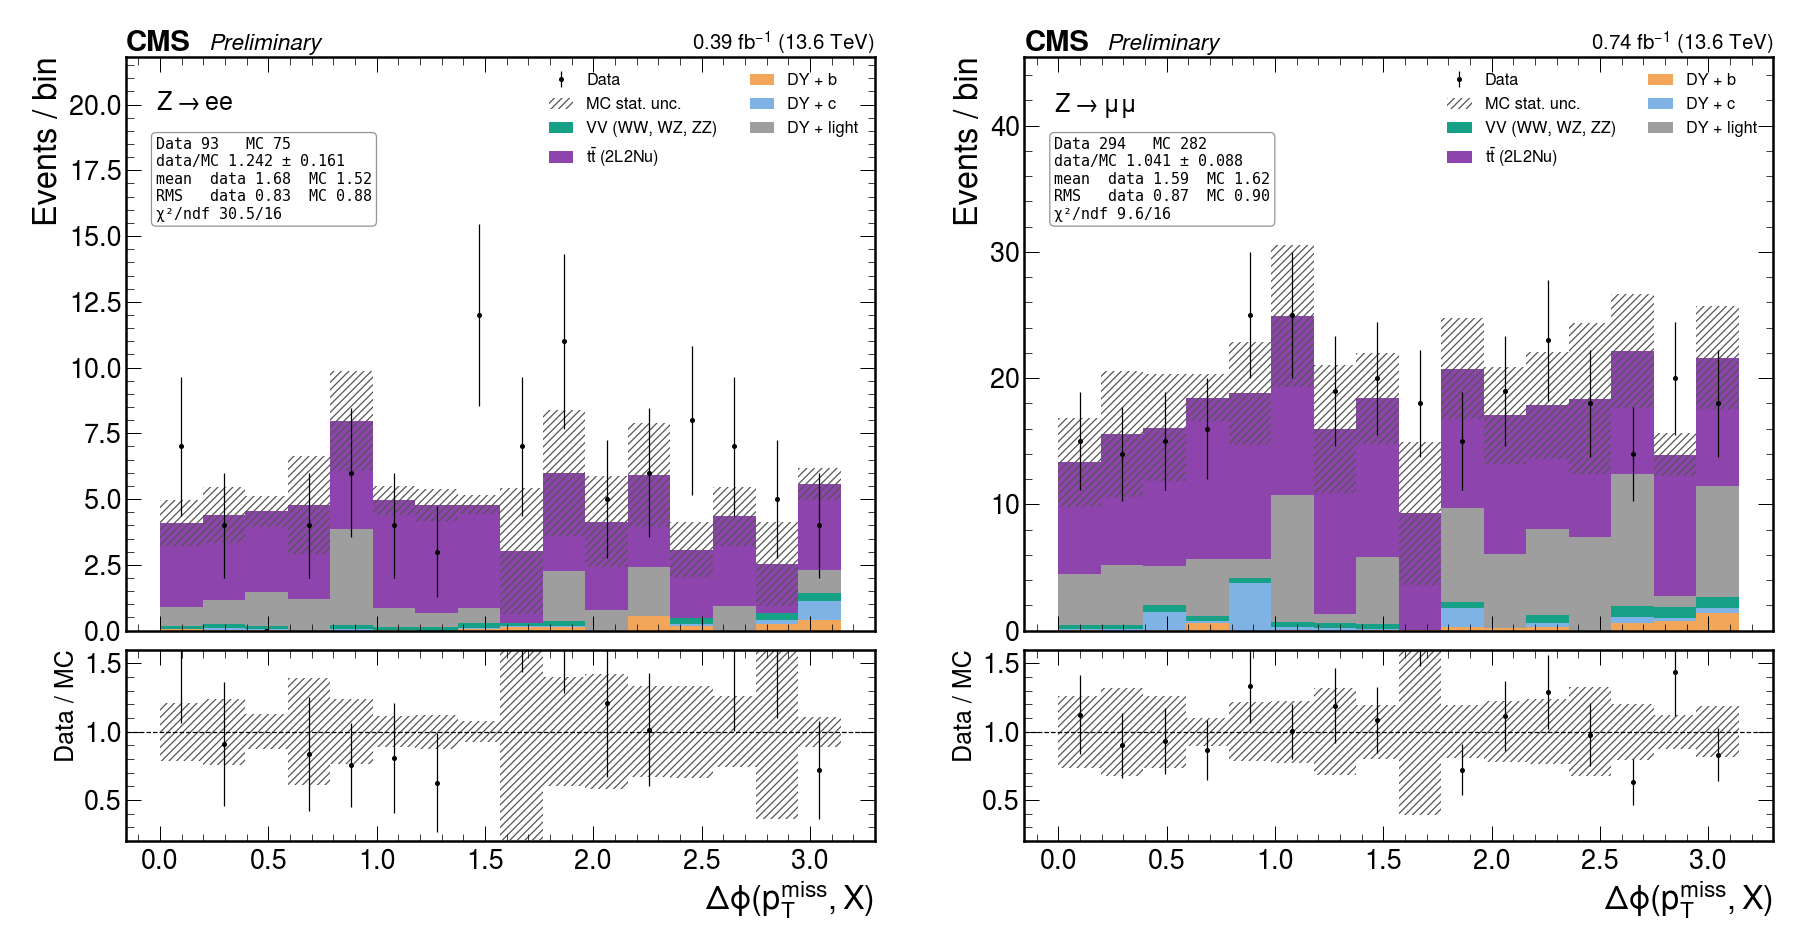 CMS Preliminary 0.39 fb⁻¹ (13.6 TeV)
Events / bin
Z → ee
Data 93 MC 75
data/MC 1.242 ± 0.161
mean data 1.68 MC 1.52
RMS data 0.83 MC 0.88
χ²/ndf 30.5/16
Data
MC stat. unc.
VV (WW, WZ, ZZ)
tt̄ (2L2Nu)
DY + b
DY + c
DY + light
20.0
17.5
15.0
12.5
10.0
7.5
5.0
2.5
0.0
Data / MC
1.5
1.0
0.5
0.0 0.5 1.0 1.5 2.0 2.5 3.0
Δϕ(p_T^miss, X)
CMS Preliminary 0.74 fb⁻¹ (13.6 TeV)
Events / bin
Z → μμ
Data 294 MC 282
data/MC 1.041 ± 0.088
mean data 1.59 MC 1.62
RMS data 0.87 MC 0.90
χ²/ndf 9.6/16
Data
MC stat. unc.
VV (WW, WZ, ZZ)
tt̄ (2L2Nu)
DY + b
DY + c
DY + light
40
30
20
10
0
Data / MC
1.5
1.0
0.5
0.0 0.5 1.0 1.5 2.0 2.5 3.0
Δϕ(p_T^miss, X)